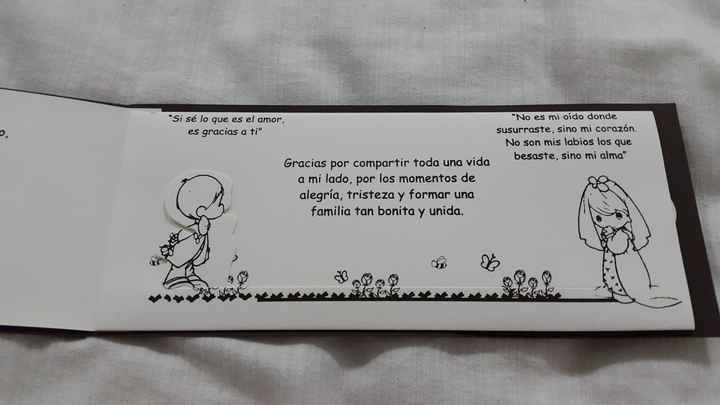 "Si sé lo que es el amor,
es gracias a ti"
"No es mi oído donde
susurraste, sino mi corazón.
No son mis labios los que
besaste, sino mi alma"
Gracias por compartir toda una vida
a mi lado, por los momentos de
alegría, tristeza y formar una
familia tan bonita y unida.